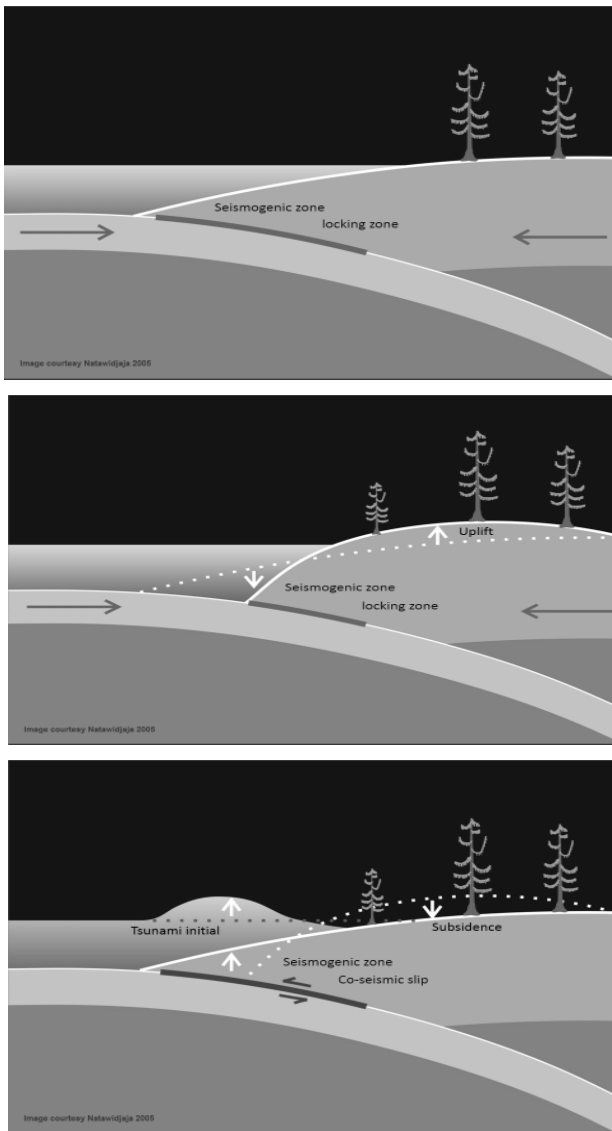 Seismogenic zone
locking zone
Image courtesy Natawidjaja 2005
Uplift
Seismogenic zone
locking zone
Image courtesy Natawidjaja 2005
Tsunami initial
Subsidence
Seismogenic zone
Co-seismic slip
Image courtesy Natawidjaja 2005